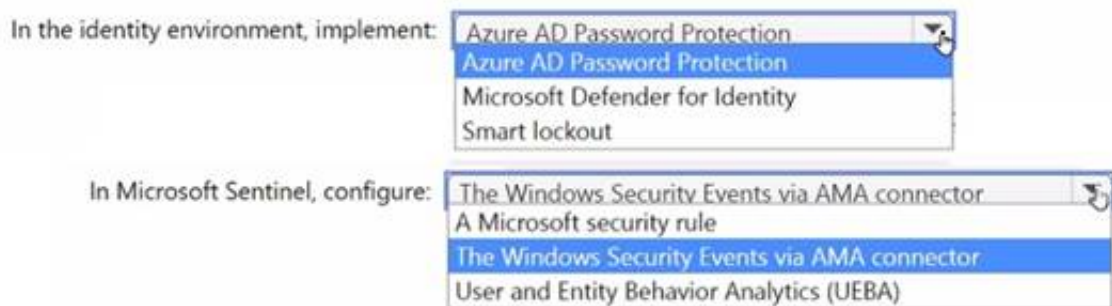 In the identity environment, implement: Azure AD Password Protection
Azure AD Password Protection
Microsoft Defender for Identity
Smart lockout
In Microsoft Sentinel, configure: The Windows Security Events via AMA connector
A Microsoft security rule
The Windows Security Events via AMA connector
User and Entity Behavior Analytics (UEBA)